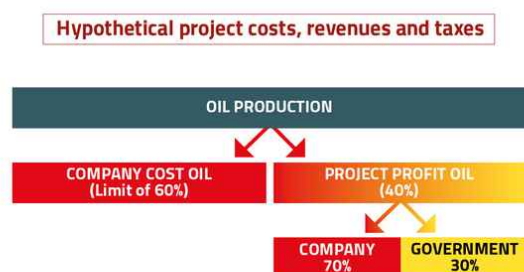 Hypothetical project costs, revenues and taxes
OIL PRODUCTION
COMPANY COST OIL
(Limit of 60%)
PROJECT PROFIT OIL
(40%)
COMPANY
70%
GOVERNMENT
30%